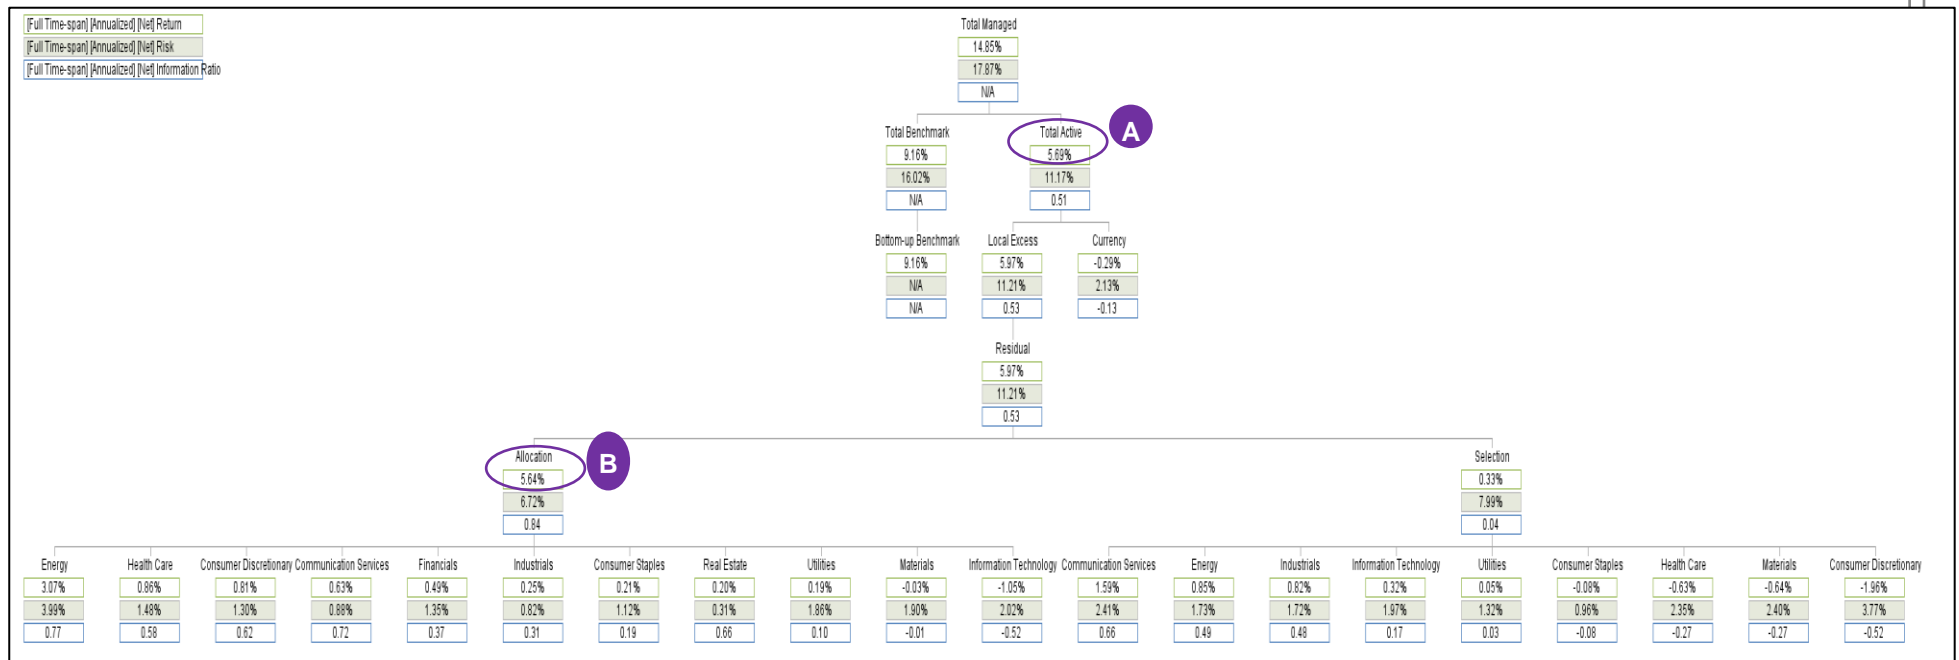 [Full Time-span] [Annualized] [Net] Return
[Full Time-span] [Annualized] [Net] Risk
[Full Time-span] [Annualized] [Net] Information Ratio
Total Managed
14.85%
17.87%
N/A
Total Benchmark
9.16%
16.02%
N/A
Total Active
5.69%
11.17%
0.51
A
Bottom-up Benchmark
9.16%
N/A
N/A
Local Excess
5.97%
11.21%
0.53
Currency
-0.29%
2.13%
-0.13
Residual
5.97%
11.21%
0.53
Allocation
5.64%
6.72%
0.84
B
Selection
0.33%
7.99%
0.04
Energy
3.07%
3.99%
0.77
Health Care
0.86%
1.48%
0.58
Consumer Discretionary
0.81%
1.30%
0.62
Communication Services
0.63%
0.88%
0.72
Financials
0.49%
1.35%
0.37
Industrials
0.25%
0.82%
0.31
Consumer Staples
0.21%
1.12%
0.19
Real Estate
0.20%
0.31%
0.66
Utilities
0.19%
1.86%
0.10
Materials
-0.03%
1.90%
-0.01
Information Technology
-1.05%
2.02%
-0.52
Communication Services
1.59%
2.41%
0.66
Energy
0.85%
1.73%
0.49
Industrials
0.82%
1.72%
0.48
Information Technology
0.32%
1.97%
0.17
Utilities
0.05%
1.32%
0.03
Consumer Staples
-0.08%
0.96%
-0.08
Health Care
-0.63%
2.35%
-0.27
Materials
-0.64%
2.40%
-0.27
Consumer Discretionary
-1.96%
3.77%
-0.52